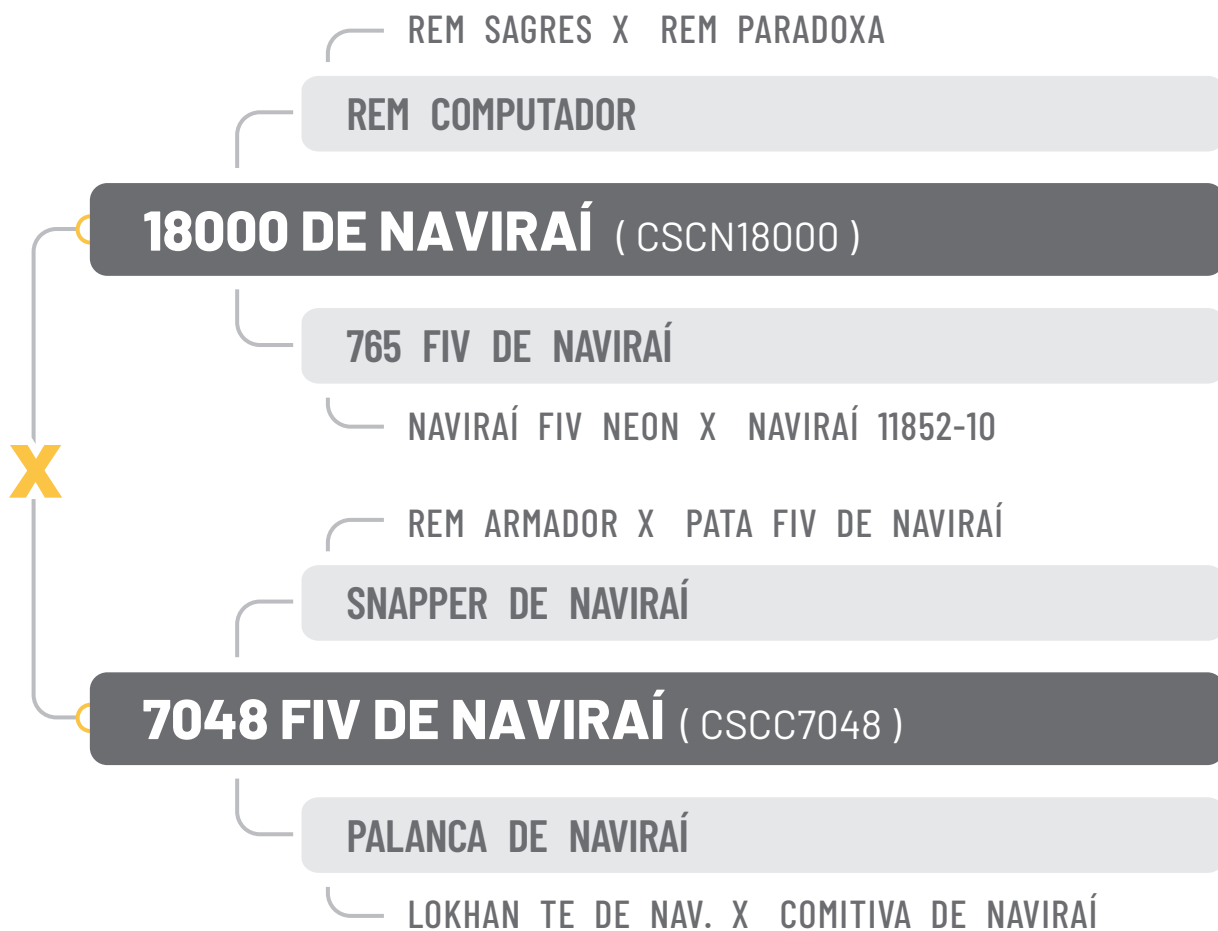 REM SAGRES X REM PARADOXA
REM COMPUTADOR
18000 DE NAVIRAÍ ( CSCN18000 )
765 FIV DE NAVIRAÍ
NAVIRAÍ FIV NEON X NAVIRAÍ 11852-10
X
REM ARMADOR X PATA FIV DE NAVIRAÍ
SNAPPER DE NAVIRAÍ
7048 FIV DE NAVIRAÍ ( CSCC7048 )
PALANCA DE NAVIRAÍ
LOKHAN TE DE NAV. X COMITIVA DE NAVIRAÍ